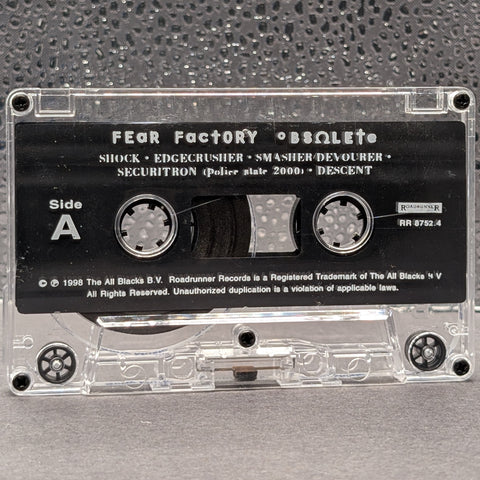 FEaR FactORY OBSΩLEte
SHOCK • EDGECRUSHER • SMASHER/DEVOURER •
SECURITRON (Police state 2000) • DESCENT
Side
A
ROADRUNNER
RR 8752 4
© ℗ 1998 The All Blacks B.V. Roadrunner Records is a Registered Trademark of The All Blacks B V
All Rights Reserved. Unauthorized duplication is a violation of applicable laws.